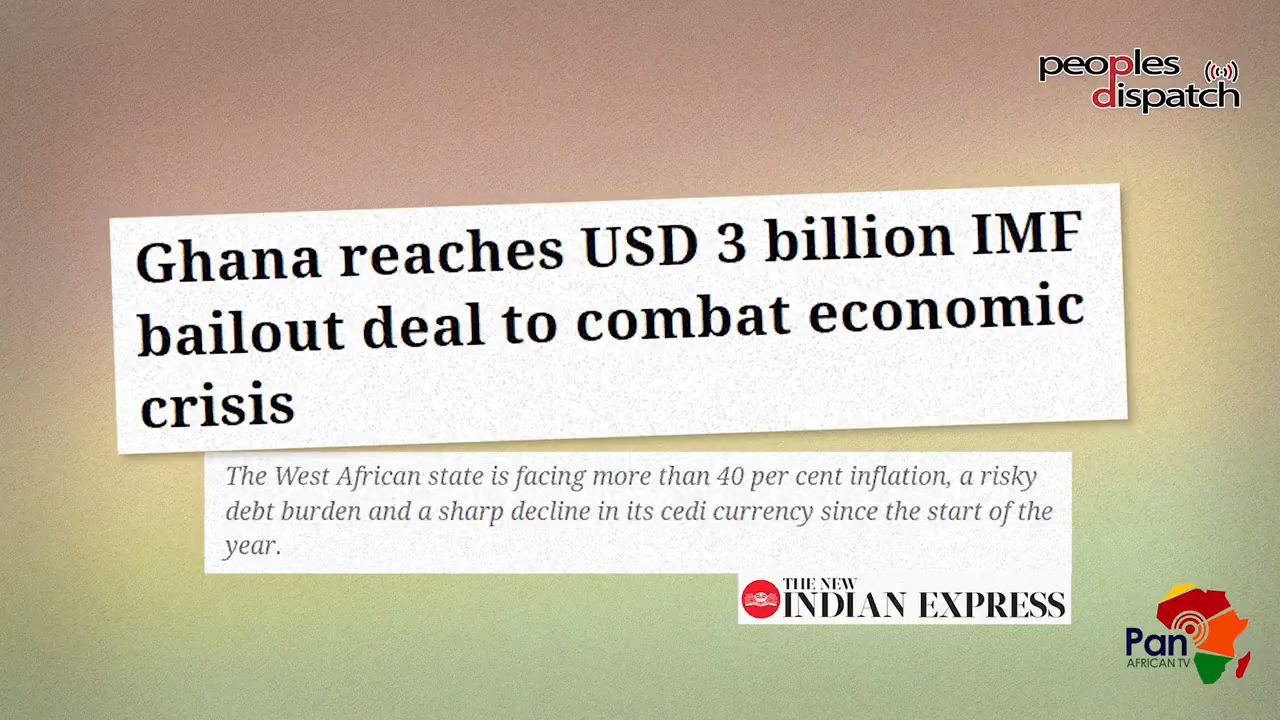 peoples
dispatch
Ghana reaches USD 3 billion IMF
bailout deal to combat economic
crisis
The West African state is facing more than 40 per cent inflation, a risky
debt burden and a sharp decline in its cedi currency since the start of the
year.
THE NEW
INDIAN EXPRESS
Pan
AFRICAN TV